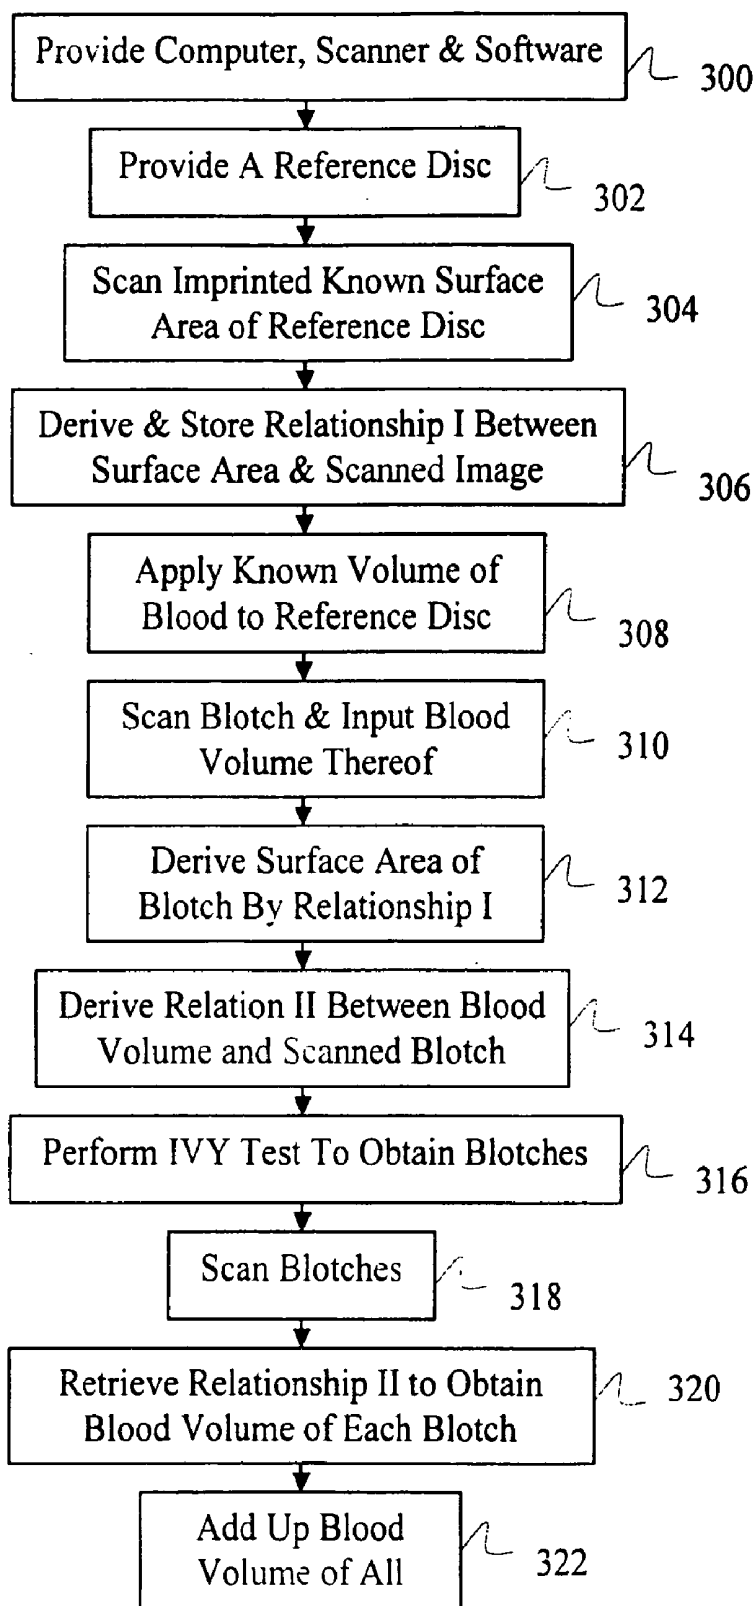 Provide Computer, Scanner & Software
300
Provide A Reference Disc
302
Scan Imprinted Known Surface
Area of Reference Disc
304
Derive & Store Relationship I Between
Surface Area & Scanned Image
306
Apply Known Volume of
Blood to Reference Disc
308
Scan Blotch & Input Blood
Volume Thereof
310
Derive Surface Area of
Blotch By Relationship I
312
Derive Relation II Between Blood
Volume and Scanned Blotch
314
Perform IVY Test To Obtain Blotches
316
Scan Blotches
318
Retrieve Relationship II to Obtain
Blood Volume of Each Blotch
320
Add Up Blood
Volume of All
322